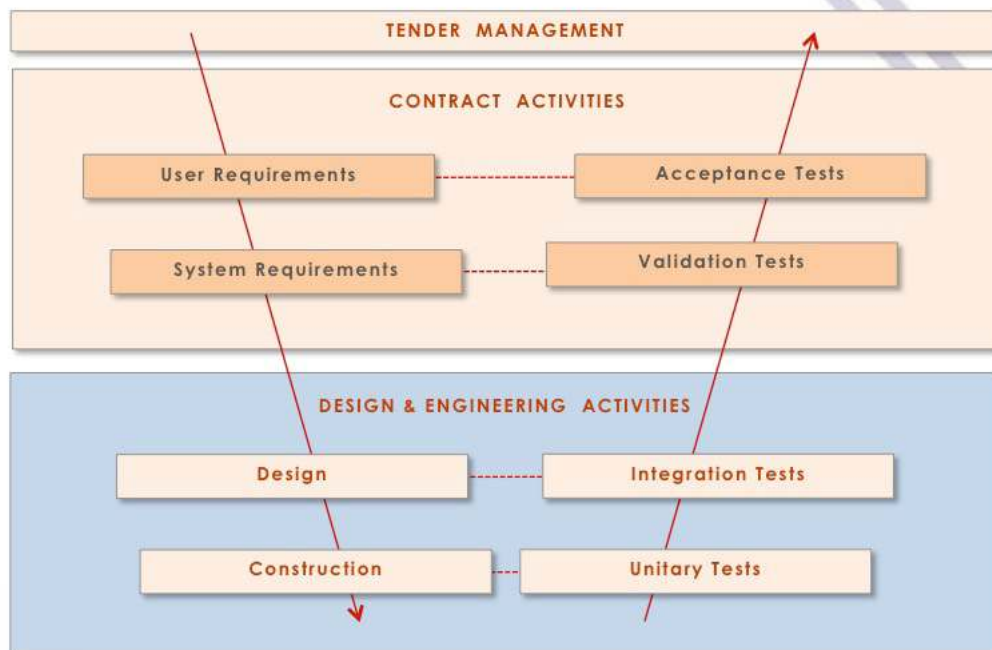 TENDER MANAGEMENT
CONTRACT ACTIVITIES
User Requirements
Acceptance Tests
System Requirements
Validation Tests
DESIGN & ENGINEERING ACTIVITIES
Design
Integration Tests
Construction
Unitary Tests